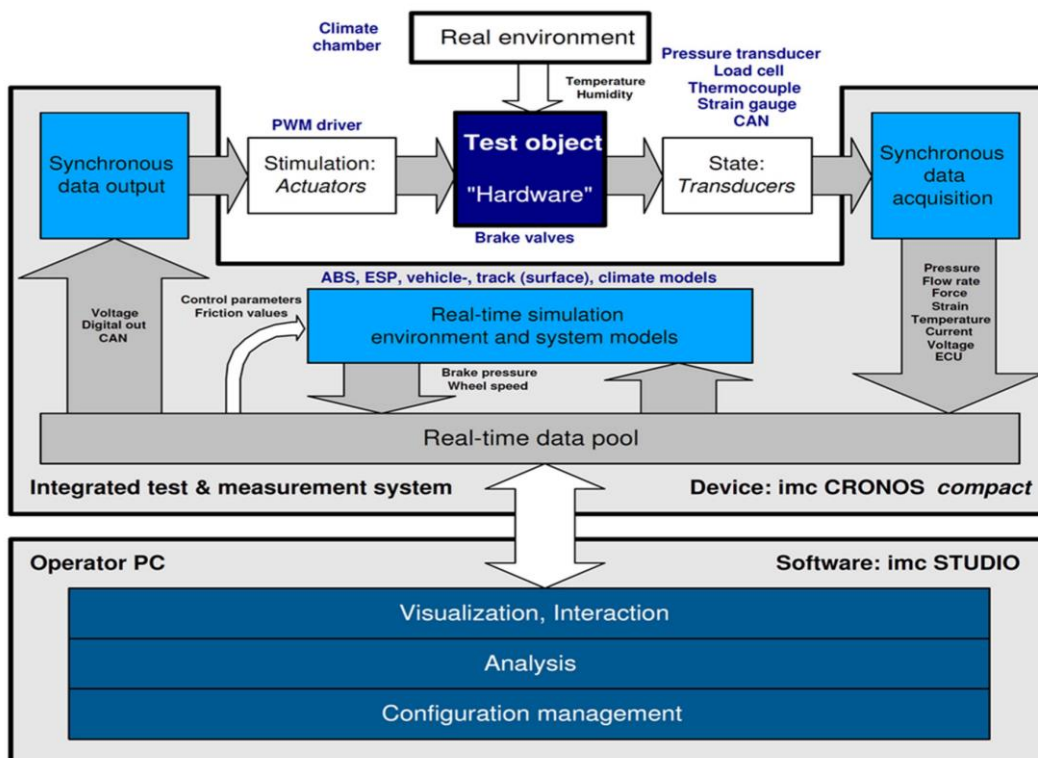 Climate
chamber
Real environment
Temperature
Humidity
Pressure transducer
Load cell
Thermocouple
Strain gauge
CAN
PWM driver
Synchronous
data output
Stimulation:
Actuators
Test object
"Hardware"
State:
Transducers
Synchronous
data
acquisition
Brake valves
ABS, ESP, vehicle-, track (surface), climate models
Voltage
Digital out
CAN
Control parameters
Friction values
Real-time simulation
environment and system models
Pressure
Flow rate
Force
Strain
Temperature
Current
Voltage
ECU
Brake pressure
Wheel speed
Real-time data pool
Integrated test & measurement system
Device: imc CRONOS compact
Operator PC
Software: imc STUDIO
Visualization, Interaction
Analysis
Configuration management